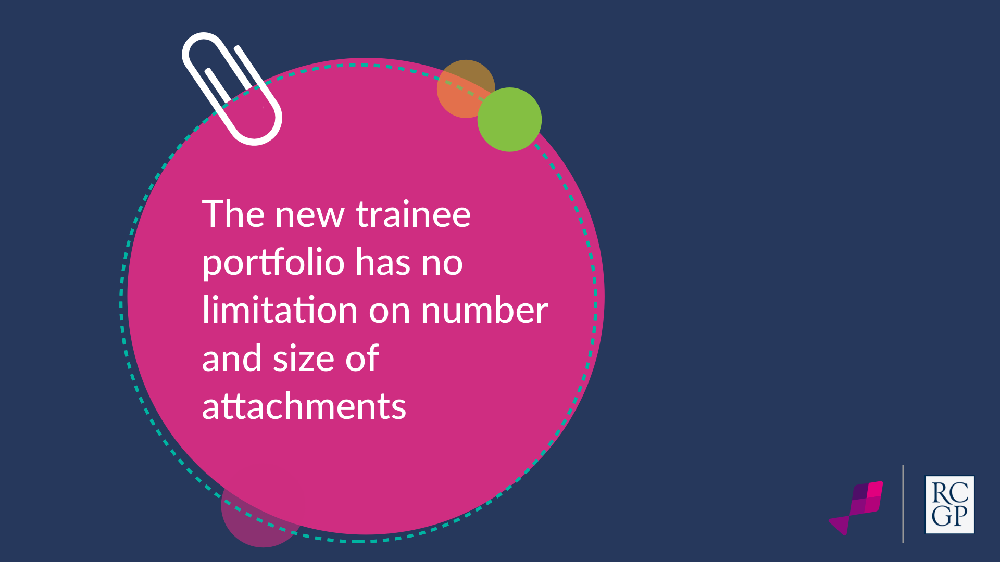 The new trainee
portfolio has no
limitation on number
and size of
attachments
RC
GP